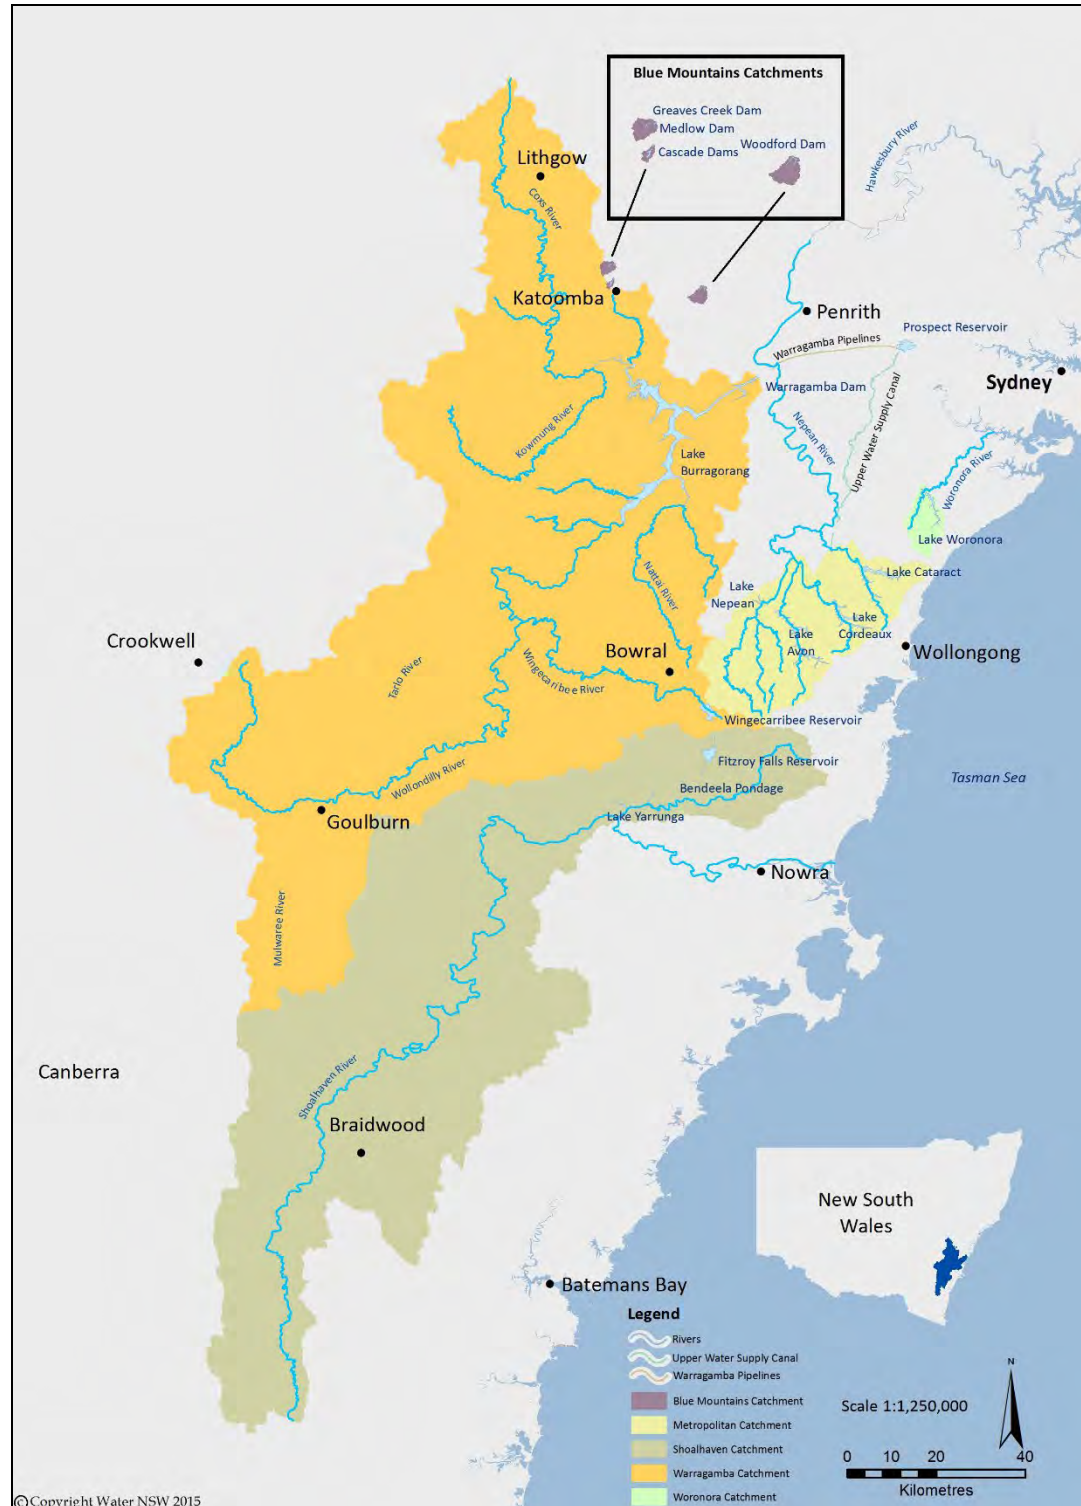 Blue Mountains Catchments
Greaves Creek Dam
Medlow Dam
Woodford Dam
Cascade Dams
Hawkesbury River
Lithgow
Coxs River
Katoomba
Penrith
Prospect Reservoir
Warragamba Pipelines
Sydney
Warragamba Dam
Upper Water Supply Canal
Nepean River
Kowmung River
Lake
Burragorang
Woronora River
Lake Woronora
Lake Cataract
Nattai River
Lake
Nepean
Lake
Cordeaux
Lake
Avon
Crookwell
Wollongong
Bowral
Tarlo River
Wingecaribee River
Wingecarribee Reservoir
Fitzroy Falls Reservoir
Tasman Sea
Wollondilly River
Bendeela Pondage
Goulburn
Lake Yarrunga
Nowra
Mulwaree River
Canberra
Shoalhaven River
Braidwood
New South
Wales
Batemans Bay
Legend
Rivers
Upper Water Supply Canal
Warragamba Pipelines
Blue Mountains Catchment
Metropolitan Catchment
Shoalhaven Catchment
Warragamba Catchment
Woronora Catchment
N
Scale 1:1,250,000
0 10 20 40
Kilometres
© Copyright Water NSW 2015